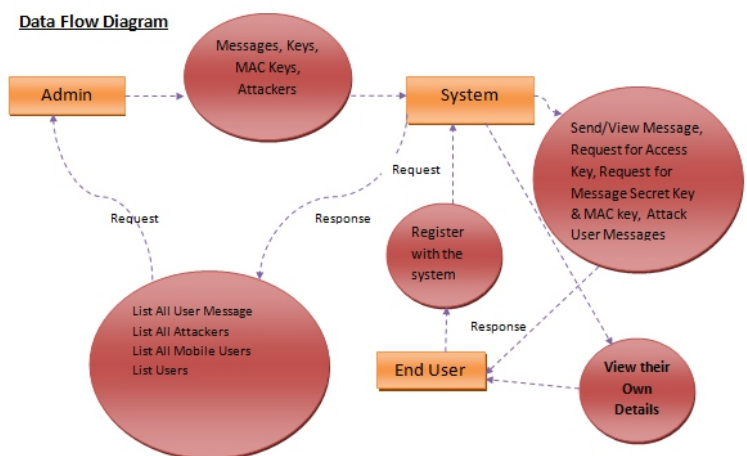 Data Flow Diagram
Messages, Keys,
MAC Keys,
Attackers
Admin
System
Send/View Message,
Request for Access
Key, Request for
Message Secret Key
& MAC key, Attack
User Messages
Request
Request
Response
Register
with the
system
List All User Message
List All Attackers
List All Mobile Users
List Users
Response
End User
View their
Own
Details